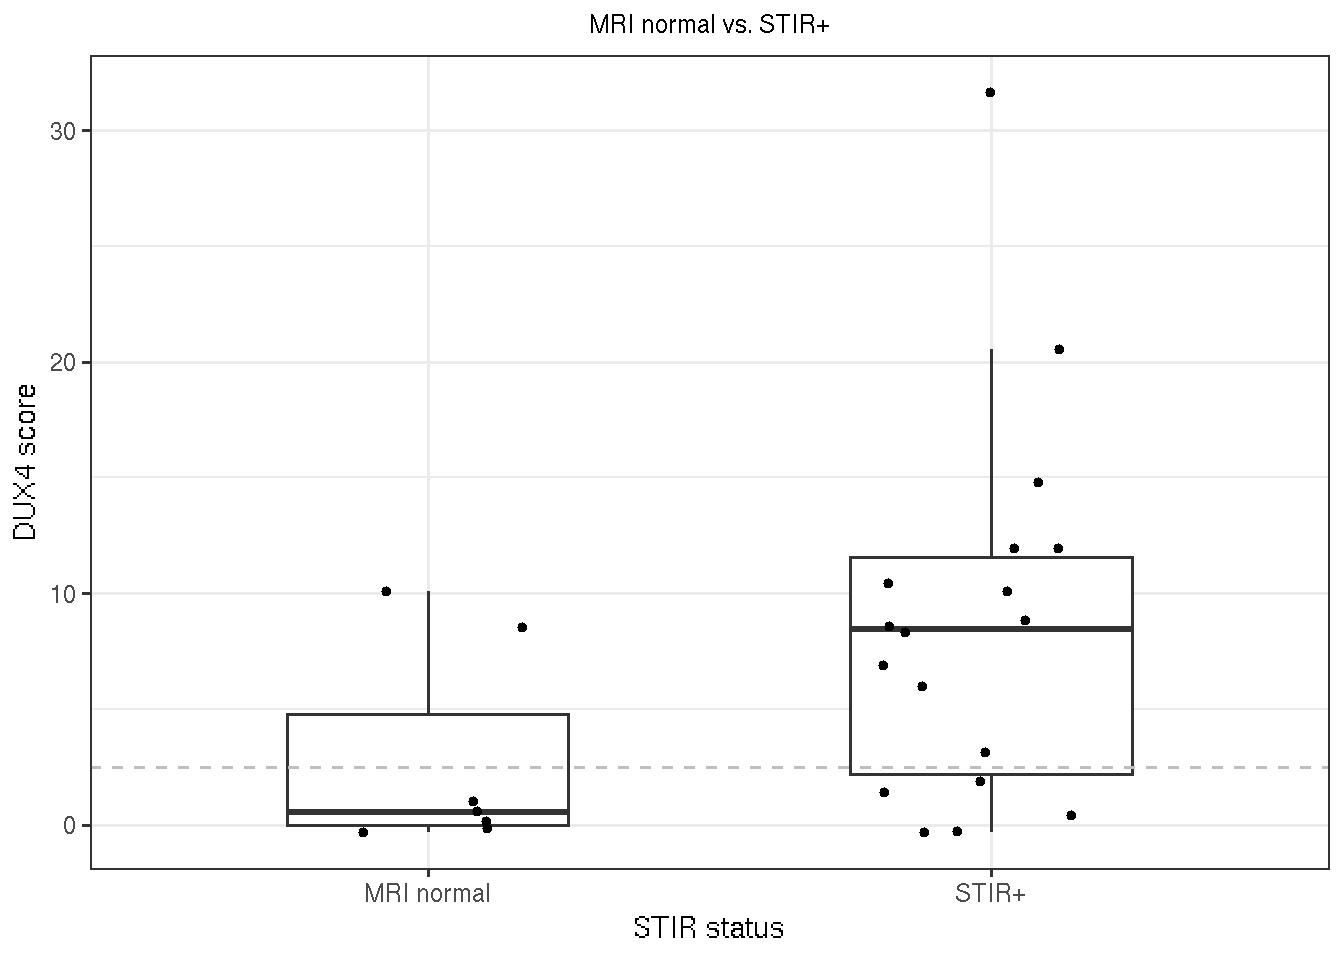 MRI normal vs. STIR+
30
20
10
0
DUX4 score
MRI normal
STIR+
STIR status